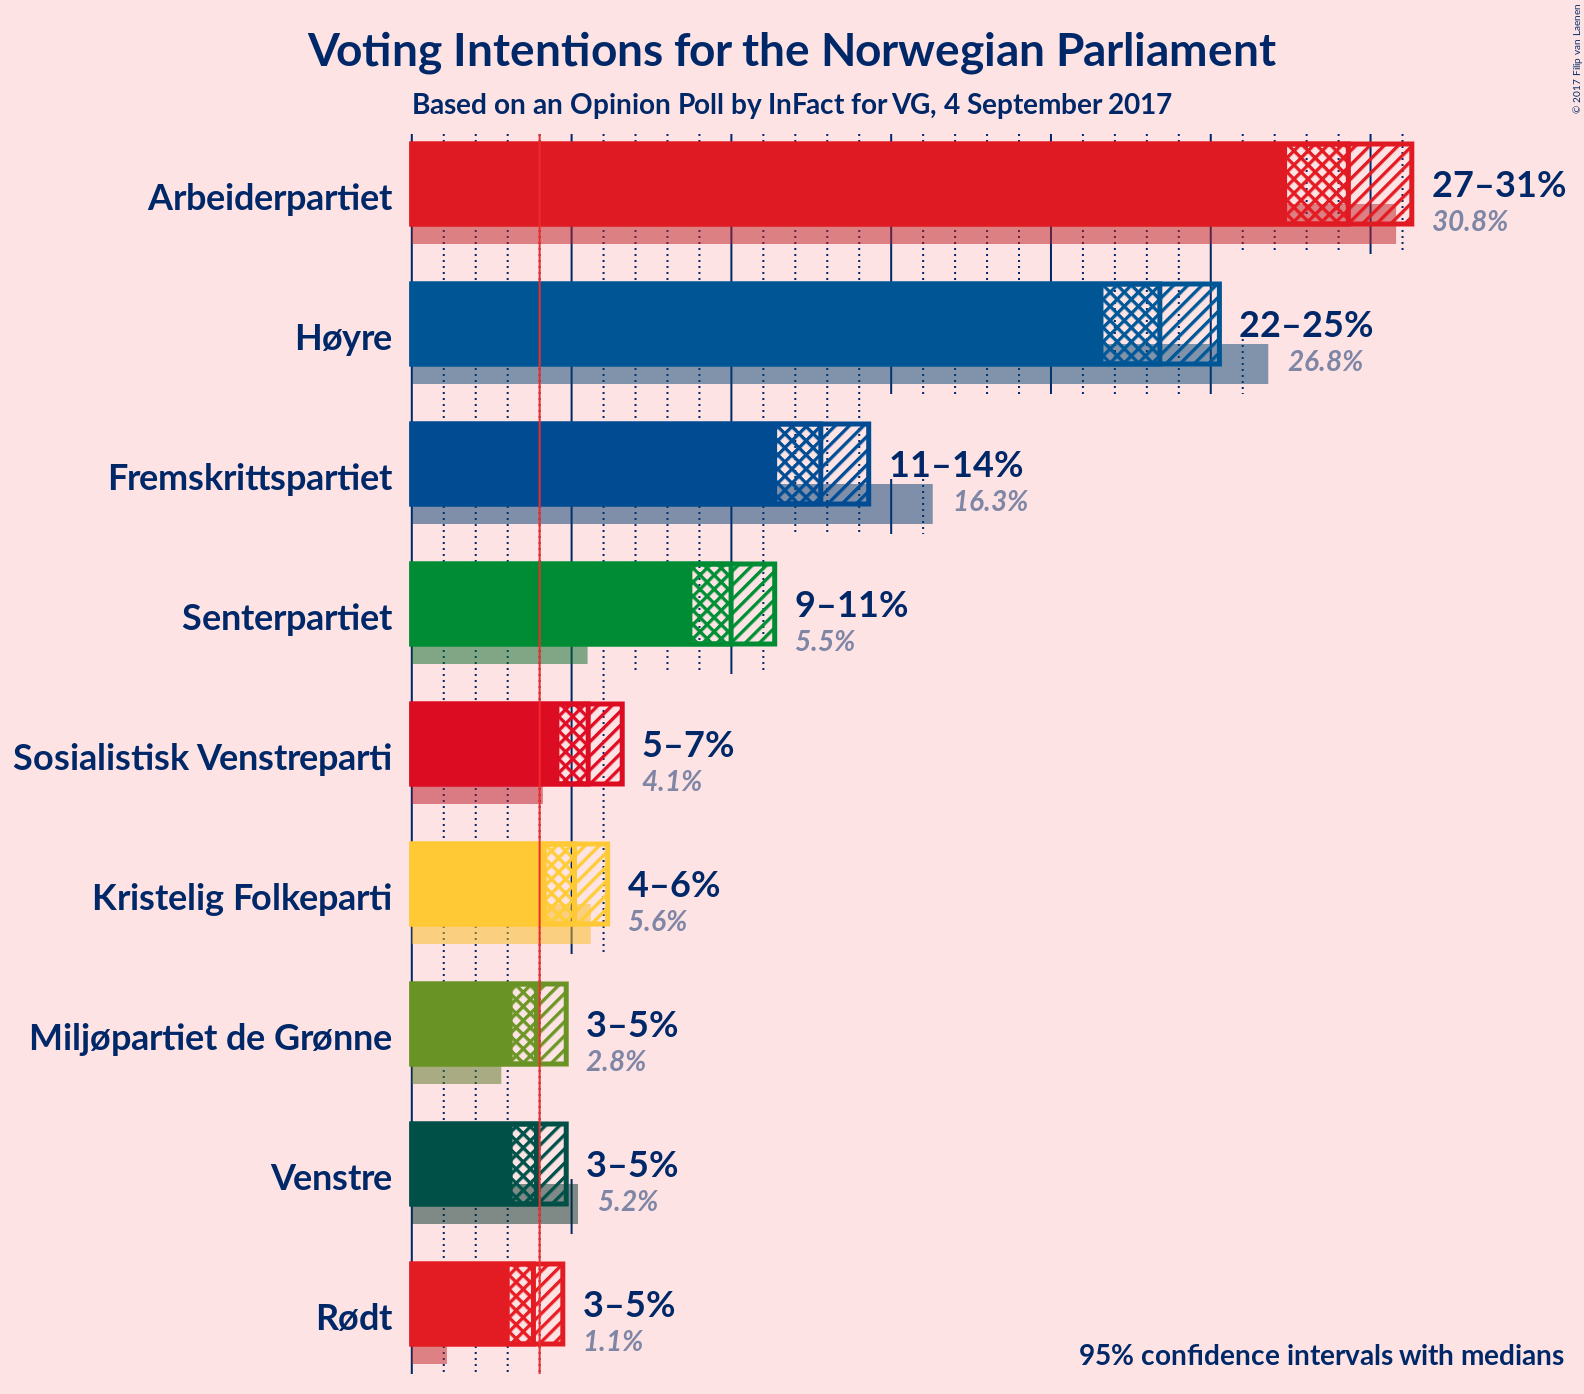 Voting Intentions for the Norwegian Parliament
Based on an Opinion Poll by InFact for VG, 4 September 2017
© 2017 Filip van Laenen
Arbeiderpartiet
27–31%
30.8%
Høyre
22–25%
26.8%
Fremskrittspartiet
11–14%
16.3%
Senterpartiet
9–11%
5.5%
Sosialistisk Venstreparti
5–7%
4.1%
Kristelig Folkeparti
4–6%
5.6%
Miljøpartiet de Grønne
3–5%
2.8%
Venstre
3–5%
5.2%
Rødt
3–5%
1.1%
95% confidence intervals with medians